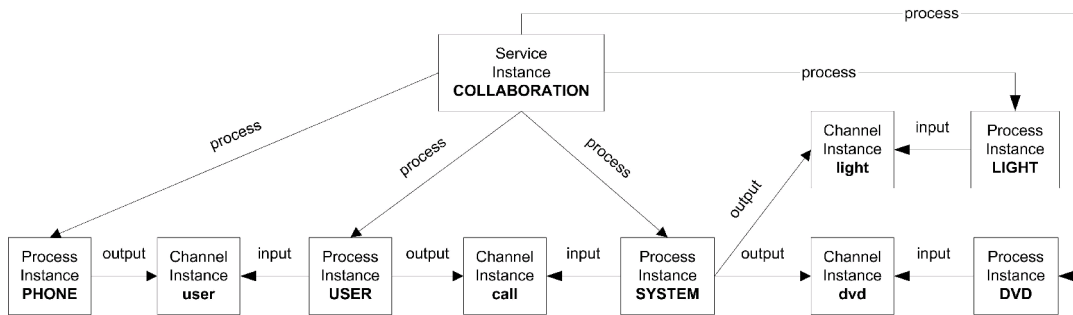 process
Service
Instance
COLLABORATION
process
process
process
process
Channel
Instance
light
input
Process
Instance
LIGHT
output
Process
Instance
PHONE
output
Channel
Instance
user
input
Process
Instance
USER
output
Channel
Instance
call
input
Process
Instance
SYSTEM
output
Channel
Instance
dvd
input
Process
Instance
DVD